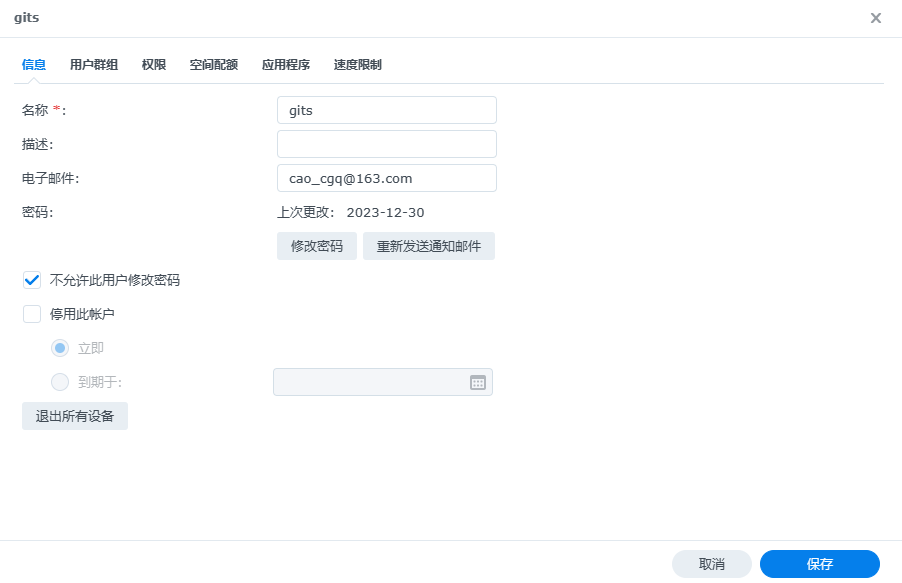 gits
信息 用户群组 权限 空间配额 应用程序 速度限制
名称 *: gits
描述:
电子邮件: cao_cgq@163.com
密码: 上次更改: 2023-12-30
修改密码 重新发送通知邮件
不允许此用户修改密码
停用此帐户
立即
到期于:
退出所有设备
取消 保存